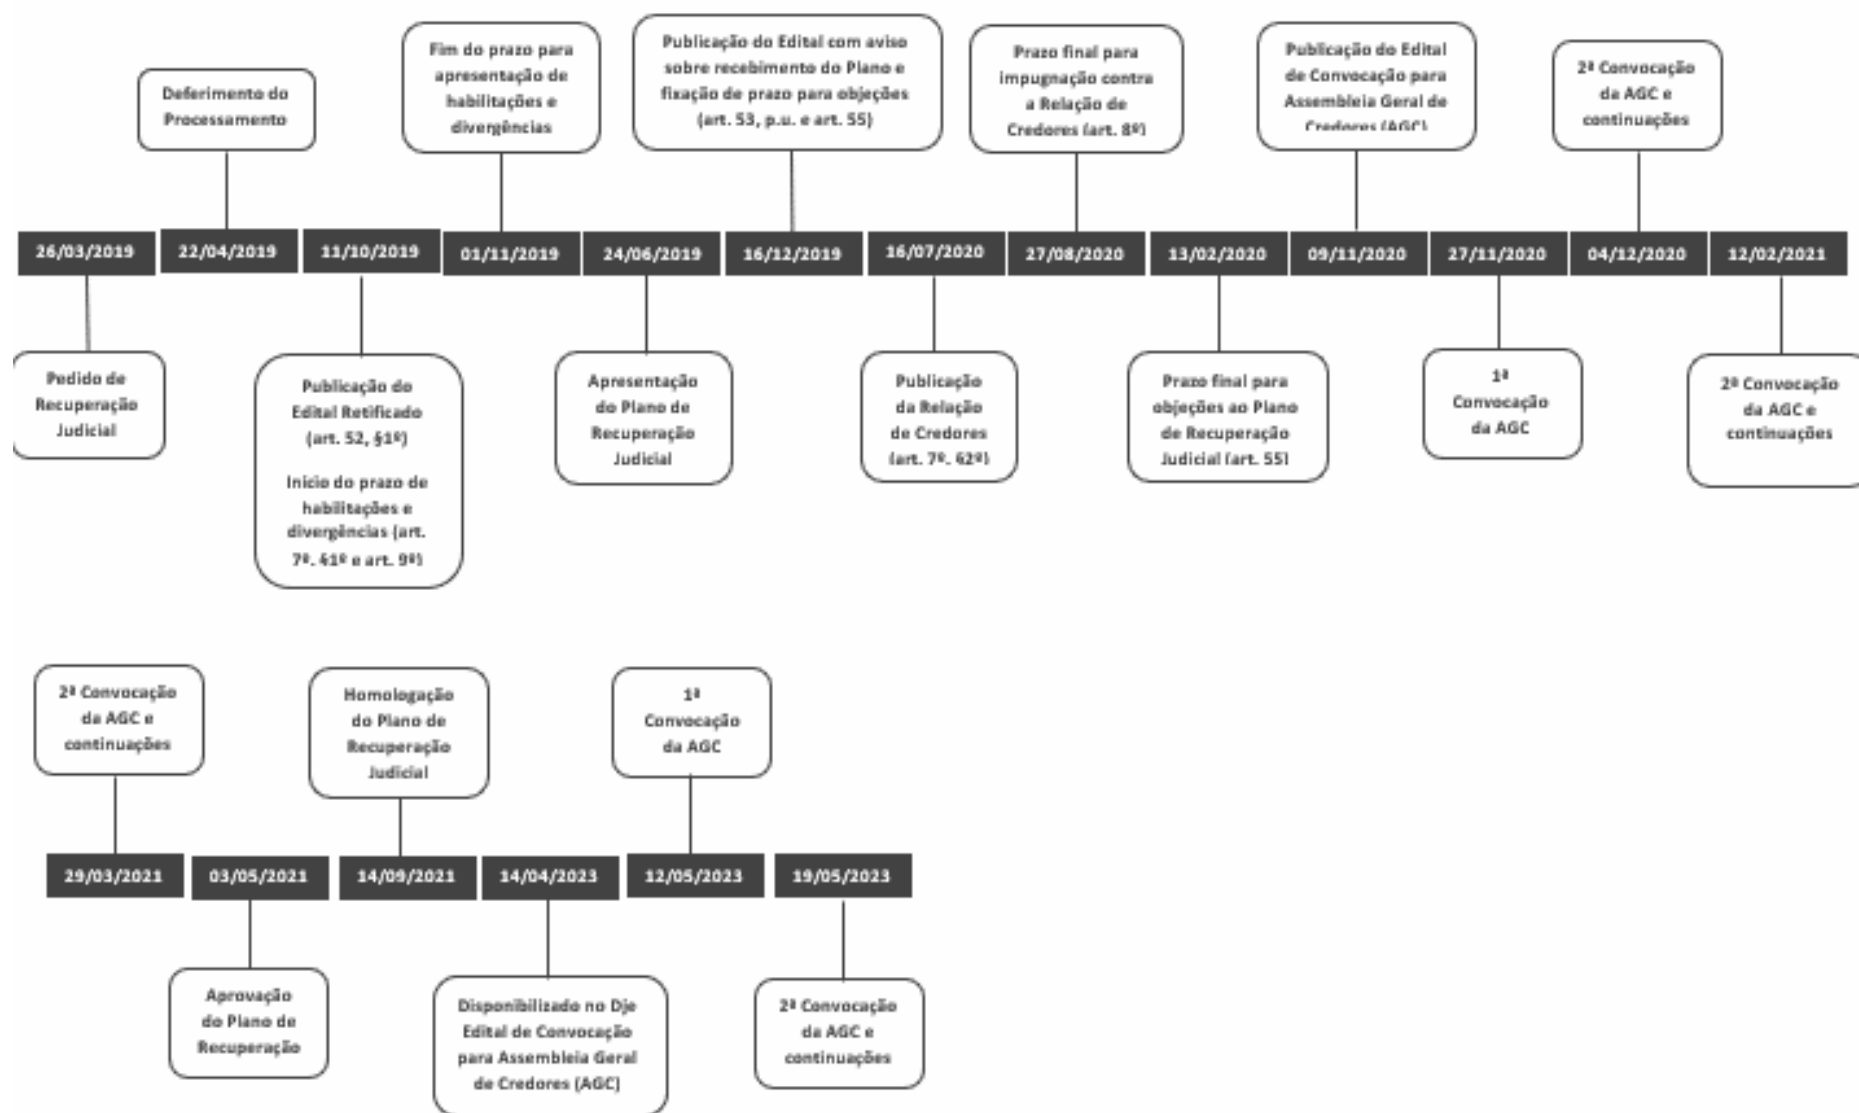 Deferimento do
Processamento
Fim do prazo para
apresentação de
habilitações e
divergências
Publicação do Edital com aviso
sobre recebimento do Plano e
fixação de prazo para objeções
(art. 53, p.u. e art. 55)
Prazo final para
impugnação contra
a Relação de
Credores (art. 8º)
Publicação do Edital
de Convocação para
Assembleia Geral de
Credores (AGC)
2ª Convocação
da AGC e
continuações
26/03/2019 22/04/2019 11/10/2019 01/11/2019 24/06/2019 16/12/2019 16/07/2020 27/08/2020 13/02/2020 09/11/2020 27/11/2020 04/12/2020 12/02/2021
Pedido de
Recuperação
Judicial
Publicação do
Edital Retificado
(art. 52, §1º)
Início do prazo de
habilitações e
divergências (art.
7º, §1º e art. 9º)
Apresentação
do Plano de
Recuperação
Judicial
Publicação
da Relação
de Credores
(art. 7º, §2º)
Prazo final para
objeções ao Plano
de Recuperação
Judicial (art. 55)
1ª
Convocação
da AGC
2ª Convocação
da AGC e
continuações
2ª Convocação
da AGC e
continuações
Homologação
do Plano de
Recuperação
Judicial
1ª
Convocação
da AGC
29/03/2021 03/05/2021 14/09/2021 14/04/2023 12/05/2023 19/05/2023
Aprovação
do Plano de
Recuperação
Disponibilizado no Dje
Edital de Convocação
para Assembleia Geral
de Credores (AGC)
2ª Convocação
da AGC e
continuações